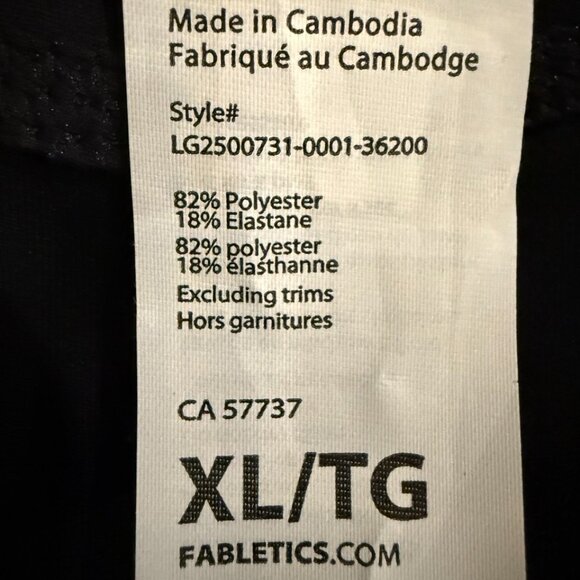 Made in Cambodia
Fabriqué au Cambodge
Style#
LG2500731-0001-36200
82% Polyester
18% Elastane
82% polyester
18% élasthanne
Excluding trims
Hors garnitures
CA 57737
XL/TG
FABLETICS.COM